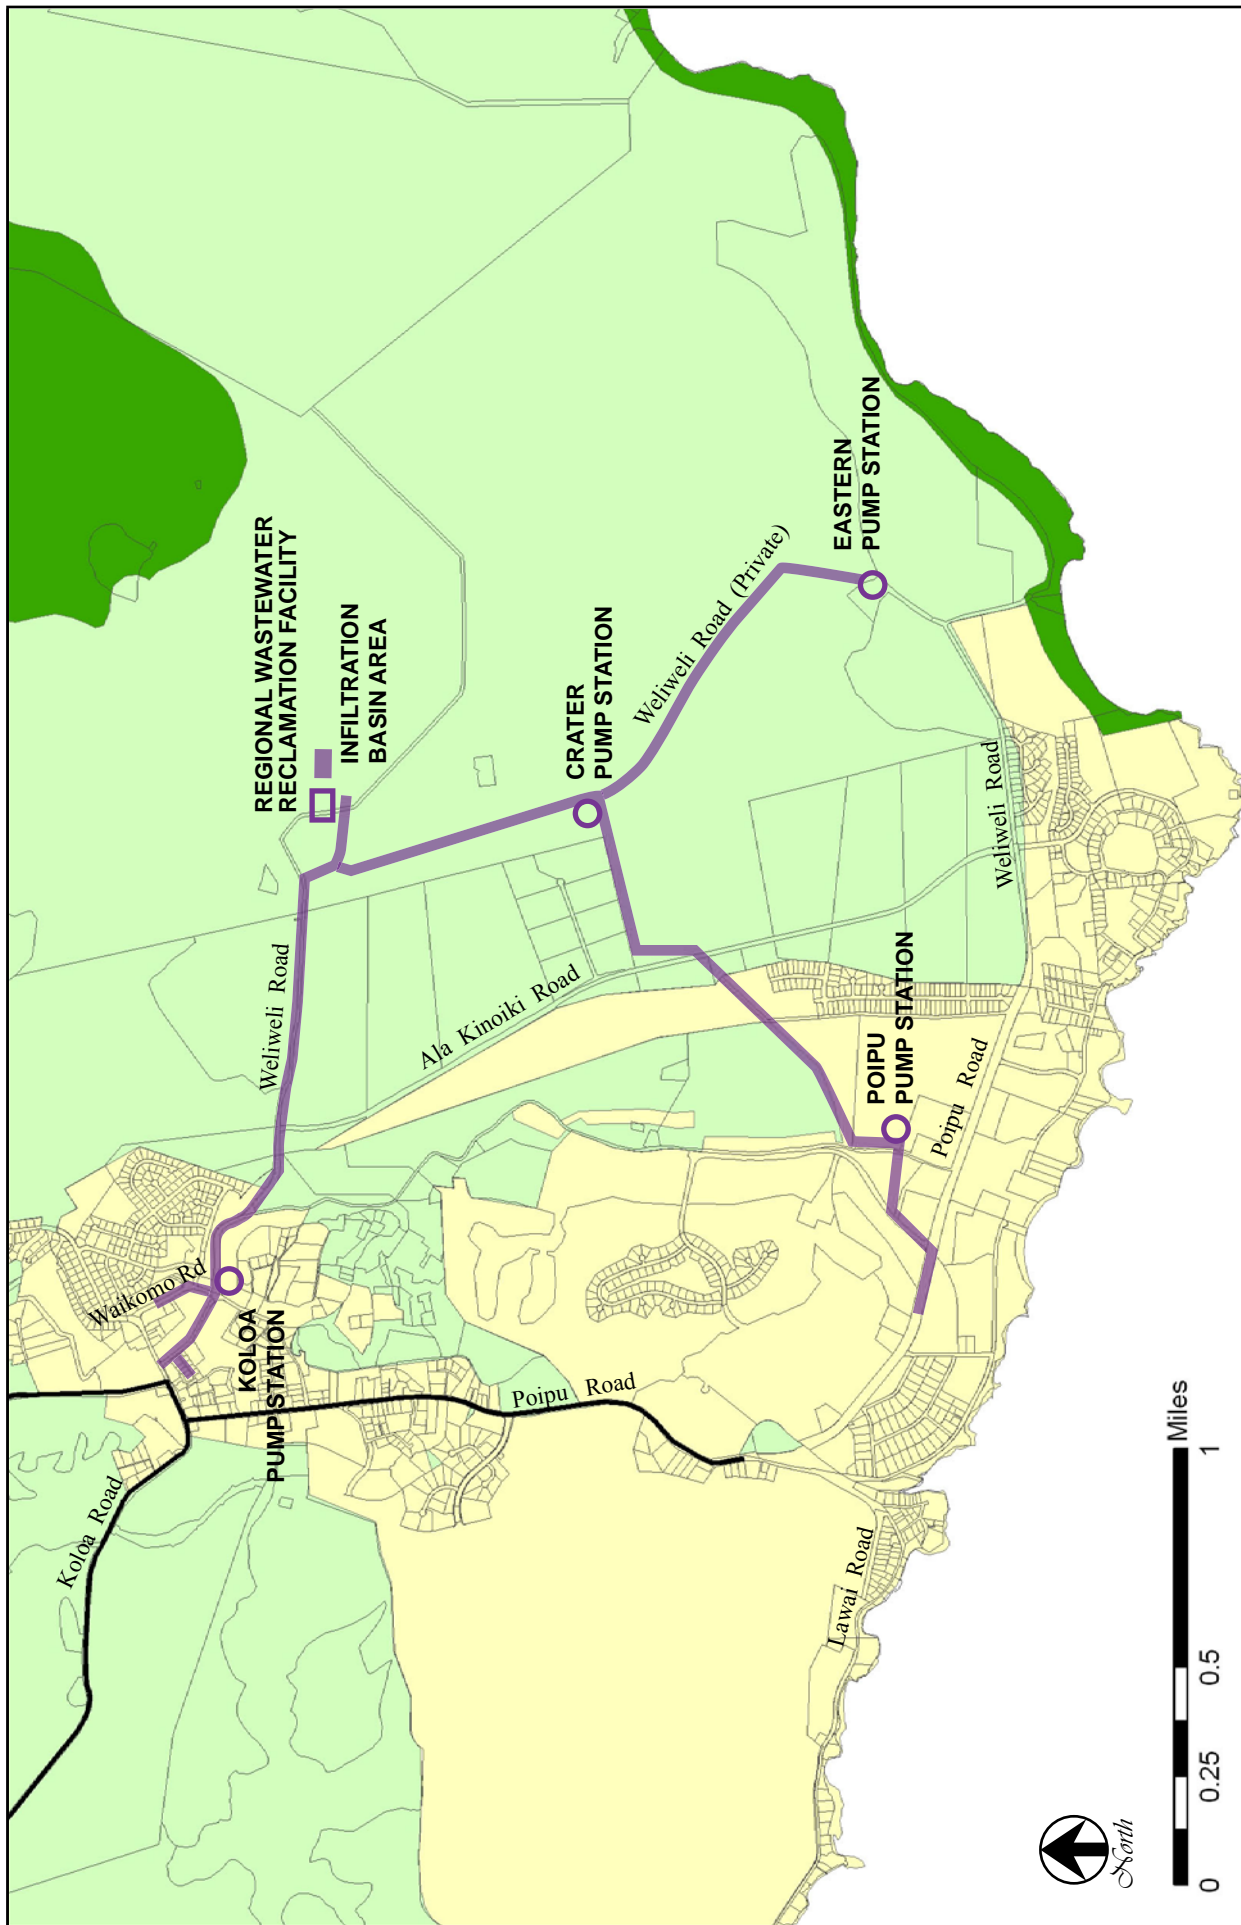 REGIONAL WASTEWATER
RECLAMATION FACILITY
INFILTRATION
BASIN AREA
CRATER
PUMP STATION
EASTERN
PUMP STATION
Weliweli Road (Private)
Weliweli Road
Weliweli Road
Ala Kinoiki Road
POIPU
PUMP STATION
Poipu Road
Waikomo Rd
KOLOA
PUMP STATION
Poipu Road
Koloa Road
Lawai Road
North
0 0.25 0.5 1
Miles